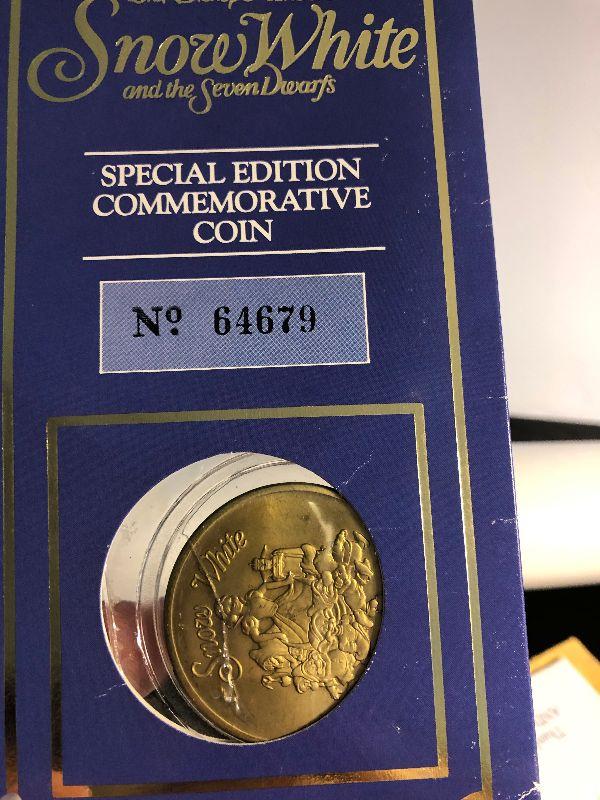 Snow White
and the Seven Dwarfs
SPECIAL EDITION
COMMEMORATIVE
COIN
Nº 64679
Snow White